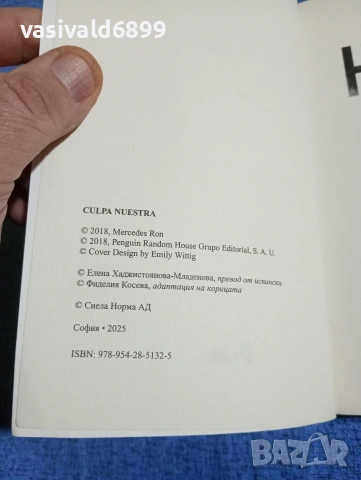 vasivald6899
Н
CULPA NUESTRA
© 2018, Mercedes Ron
© 2018, Penguin Random House Grupo Editorial, S. A. U.
© Cover Design by Emily Wittig
© Елена Хаджистоянова-Младенова, превод от испански
© Фиделия Косева, адаптация на корицата
© Сиела Норма АД
София • 2025
ISBN: 978-954-28-5132-5
BAZAR